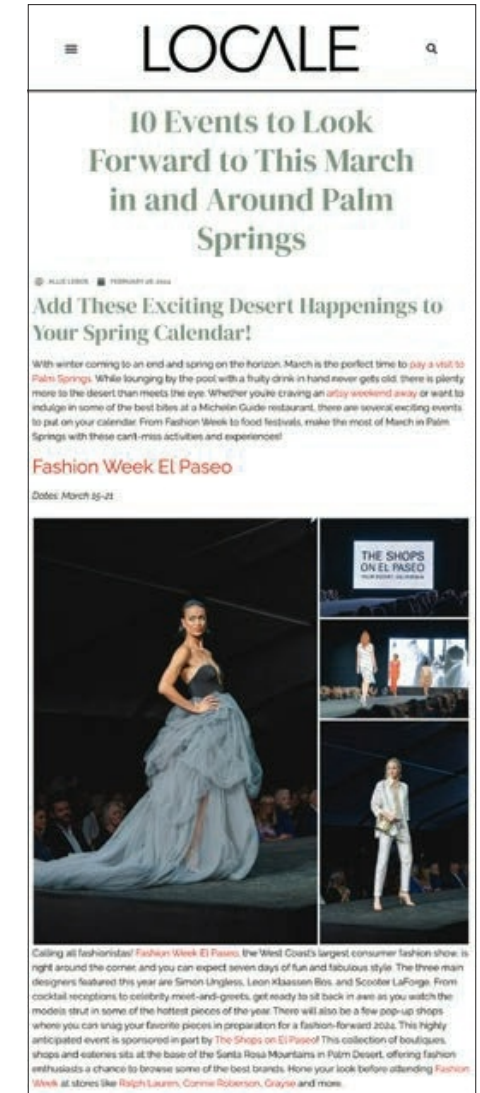 LOCALE
10 Events to Look
Forward to This March
in and Around Palm
Springs
ALLIE LEBOS FEBRUARY 26, 2024
Add These Exciting Desert Happenings to
Your Spring Calendar!
With winter coming to an end and spring on the horizon, March is the perfect time to pay a visit to
Palm Springs. While lounging by the pool with a fruity drink in hand never gets old, there is plenty
more to the desert than meets the eye. Whether you're craving an artsy weekend away or want to
indulge in some of the best bites at a Michelin Guide restaurant, there are several exciting events
to put on your calendar. From Fashion Week to food festivals, make the most of March in Palm
Springs with these can't-miss activities and experiences!
Fashion Week El Paseo
Dates: March 15-21
THE SHOPS
ON EL PASEO
PALM DESERT, CALIFORNIA
Calling all fashionistas! Fashion Week El Paseo, the West Coast's largest consumer fashion show, is
right around the corner, and you can expect seven days of fun and fabulous style. The three main
designers featured this year are Simon Ungless, Leon Klaassen Bos, and Scooter LaForge. From
cocktail receptions to celebrity meet-and-greets, get ready to sit back in awe as you watch the
models strut in some of the hottest pieces of the year. There will also be a few pop-up shops
where you can snag your favorite pieces in preparation for a fashion-forward 2024. This highly
anticipated event is sponsored in part by The Shops on El Paseo! This collection of boutiques,
shops and eateries sits at the base of the Santa Rosa Mountains in Palm Desert, offering fashion
enthusiasts a chance to browse some of the best brands. Hone your look before attending Fashion
Week at stores like Ralph Lauren, Connie Roberson, Grayse and more.